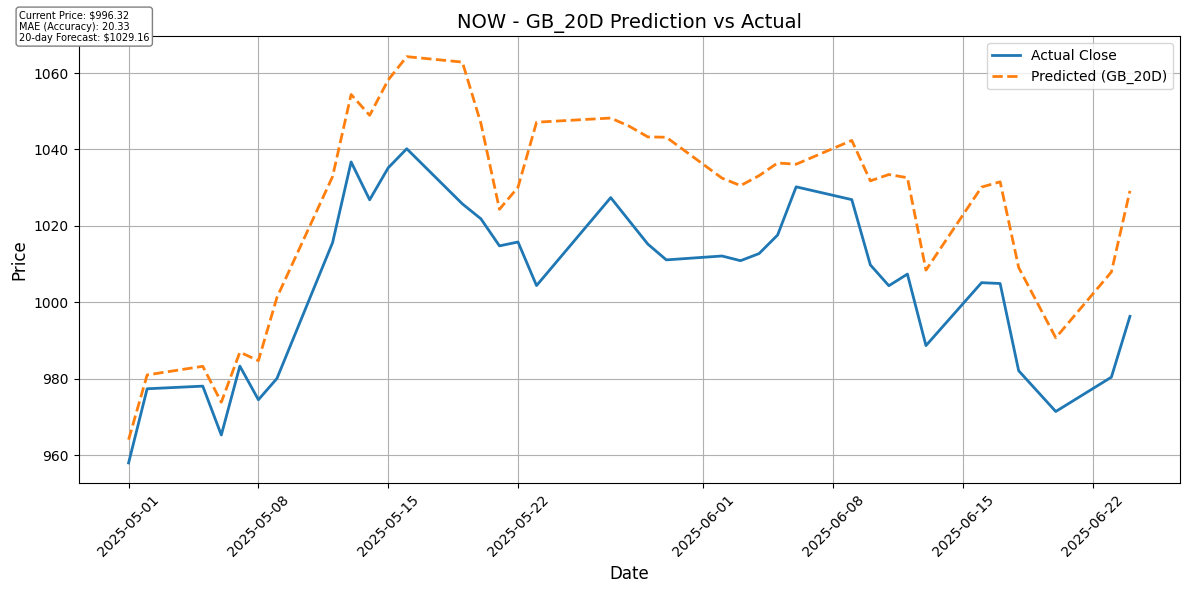 NOW - GB_20D Prediction vs Actual
Current Price: $996.32
MAE (Accuracy): 20.33
20-day Forecast: $1029.16
Actual Close
Predicted (GB_20D)
Price
1060
1040
1020
1000
980
960
2025-05-01
2025-05-08
2025-05-15
2025-05-22
2025-06-01
2025-06-08
2025-06-15
2025-06-22
Date